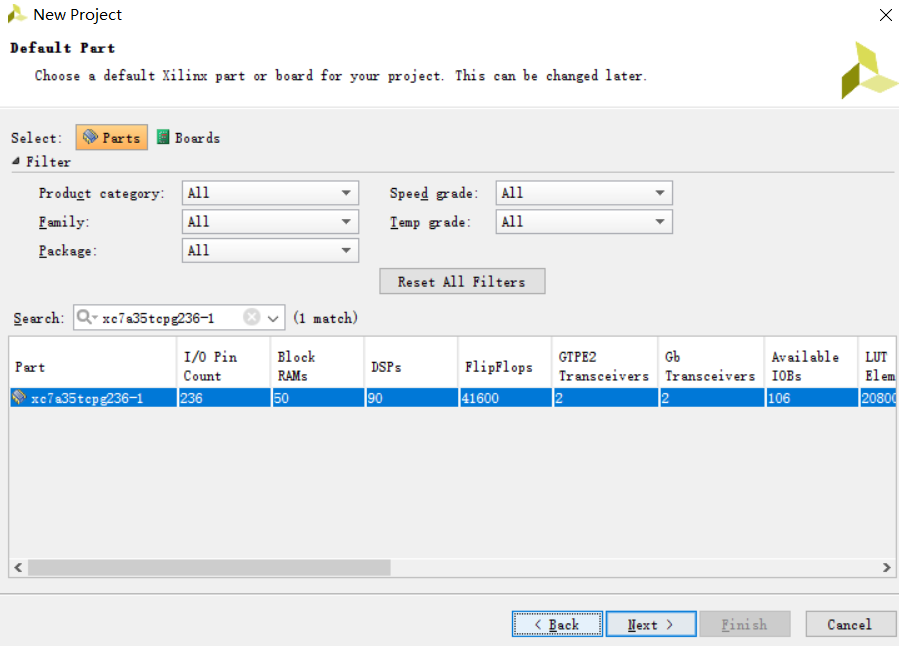 New Project
Default Part
Choose a default Xilinx part or board for your project. This can be changed later.
Select: Parts Boards
Filter
Product category: All Speed grade: All
Family: All Temp grade: All
Package: All
Reset All Filters
Search: xc7a35tcpg236-1 (1 match)
Part I/O Pin Count Block RAMs DSPs FlipFlops GTPE2 Transceivers Gb Transceivers Available IOBs LUT Elem
xc7a35tcpg236-1 236 50 90 41600 2 2 106 20800
< Back Next > Finish Cancel